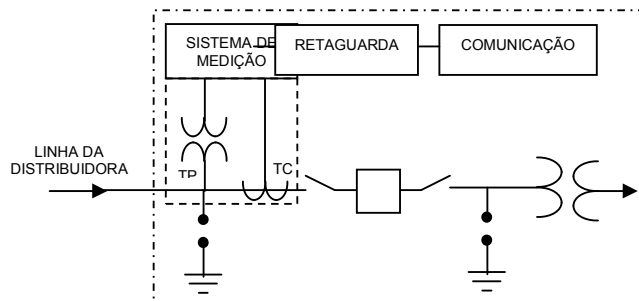 SISTEMA DE
MEDIÇÃO
RETAGUARDA
COMUNICAÇÃO
LINHA DA
DISTRIBUIDORA
TP
TC